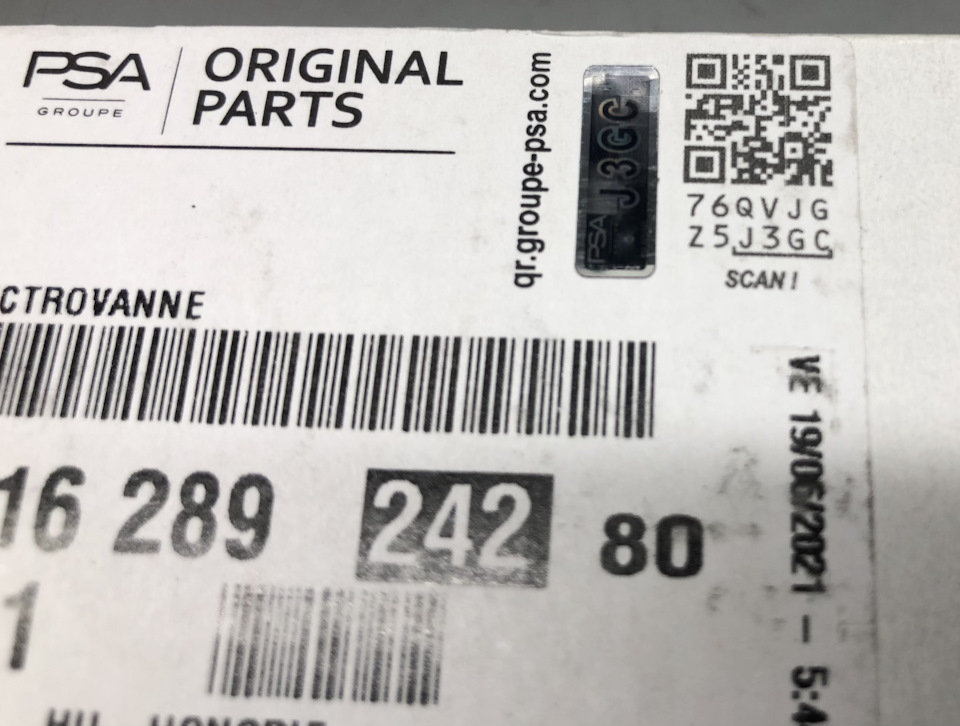 PSA
GROUPE
ORIGINAL
PARTS
qr.groupe-psa.com
PSA J3GC
76QVJG
Z5J3GC
SCAN!
CTROVANNE
16 289 242 80
1
VE 19/06/2021 - 5:4